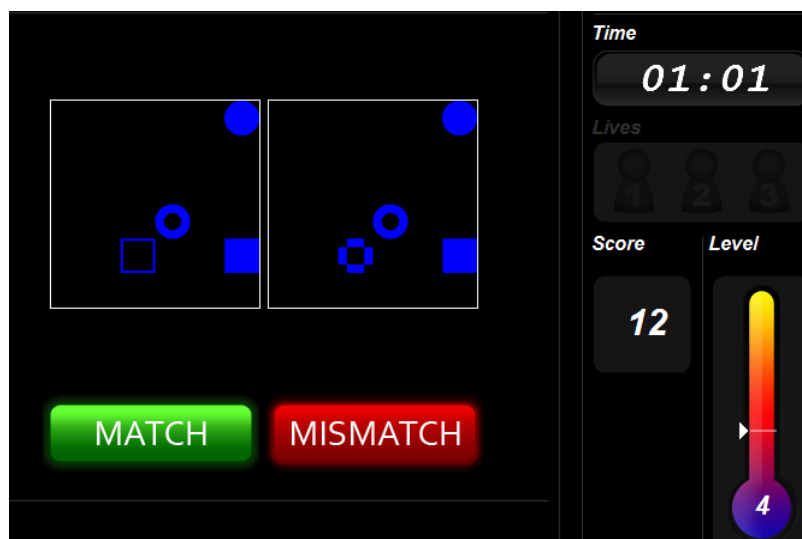 Time
01:01
Lives
1 2 3
Score
Level
12
MATCH
MISMATCH
4